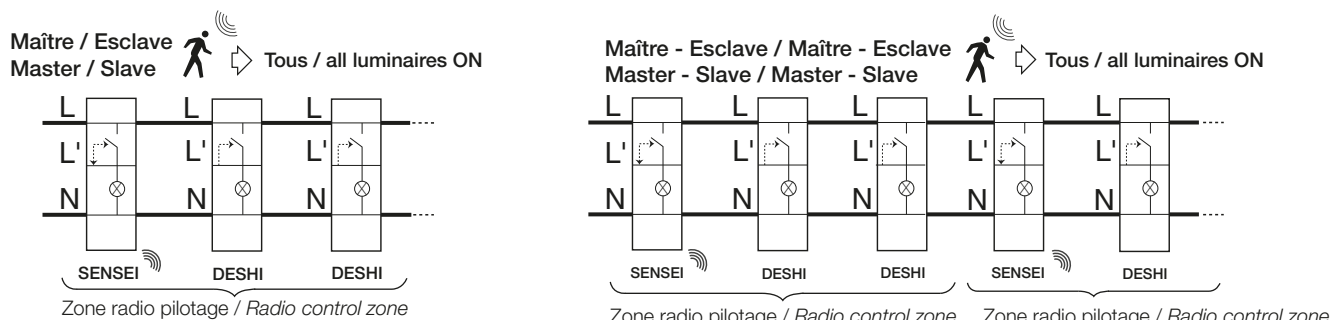 Maître / Esclave
Master / Slave
Tous / all luminaires ON
L L L
L' L' L'
N N N
SENSEI DESHI DESHI
Zone radio pilotage / Radio control zone
Maître - Esclave / Maître - Esclave
Master - Slave / Master - Slave
Tous / all luminaires ON
L L L L L
L' L' L' L' L'
N N N N N
SENSEI DESHI DESHI SENSEI DESHI
Zone radio pilotage / Radio control zone Zone radio pilotage / Radio control zone